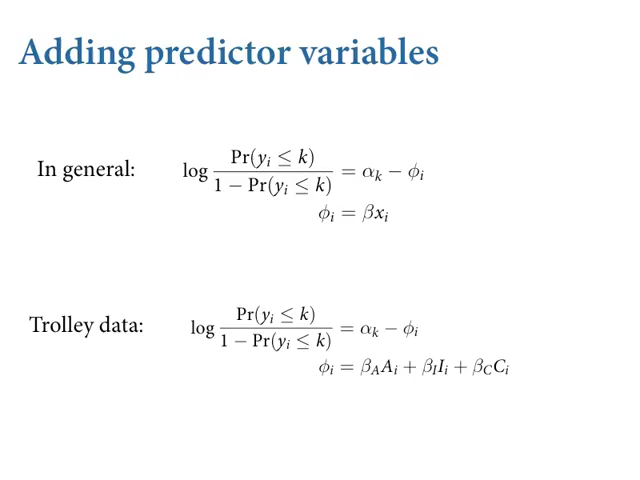 Adding predictor variables
In general: log Pr(yᵢ ≤ k) / 1 − Pr(yᵢ ≤ k) = αₖ − ϕᵢ
ϕᵢ = βxᵢ
Trolley data: log Pr(yᵢ ≤ k) / 1 − Pr(yᵢ ≤ k) = αₖ − ϕᵢ
ϕᵢ = β_A Aᵢ + β_I Iᵢ + β_C Cᵢ